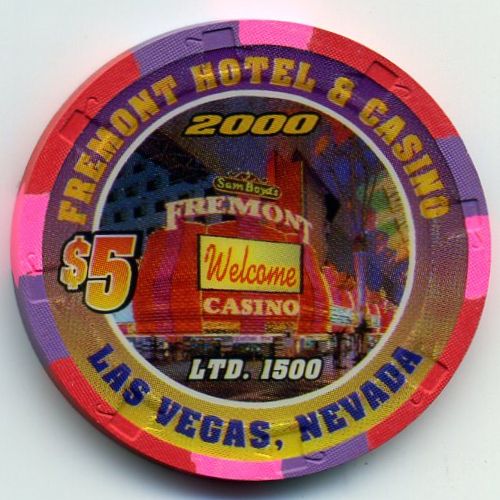 FREMONT HOTEL & CASINO
2000
Sam Boyd's
FREMONT
Welcome
CASINO
$5
LTD. 1500
LAS VEGAS, NEVADA